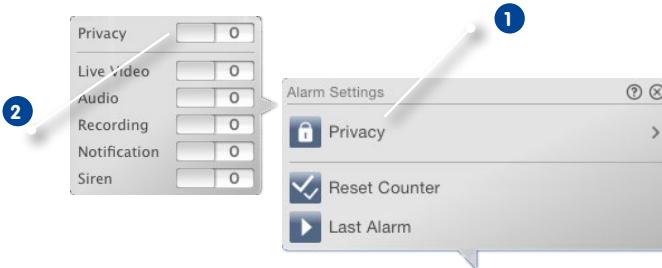 1
Privacy O
2
Live Video O
Audio O
Recording O
Notification O
Siren O
Alarm Settings ?
Privacy
Reset Counter
Last Alarm